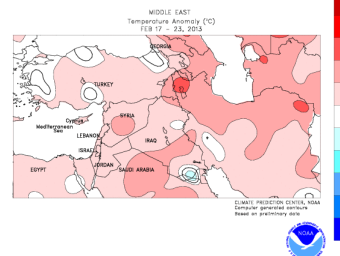 MIDDLE EAST
Temperature Anomaly (°C)
FEB 17 - 23, 2013
GEORGIA
TURKEY
SYRIA
Cyprus
Mediterranean
Sea
LEBANON
IRAQ
ISRAEL
JORDAN
EGYPT
SAUDI ARABIA
CLIMATE PREDICTION CENTER, NOAA
Computer generated contours
Based on preliminary data
NOAA